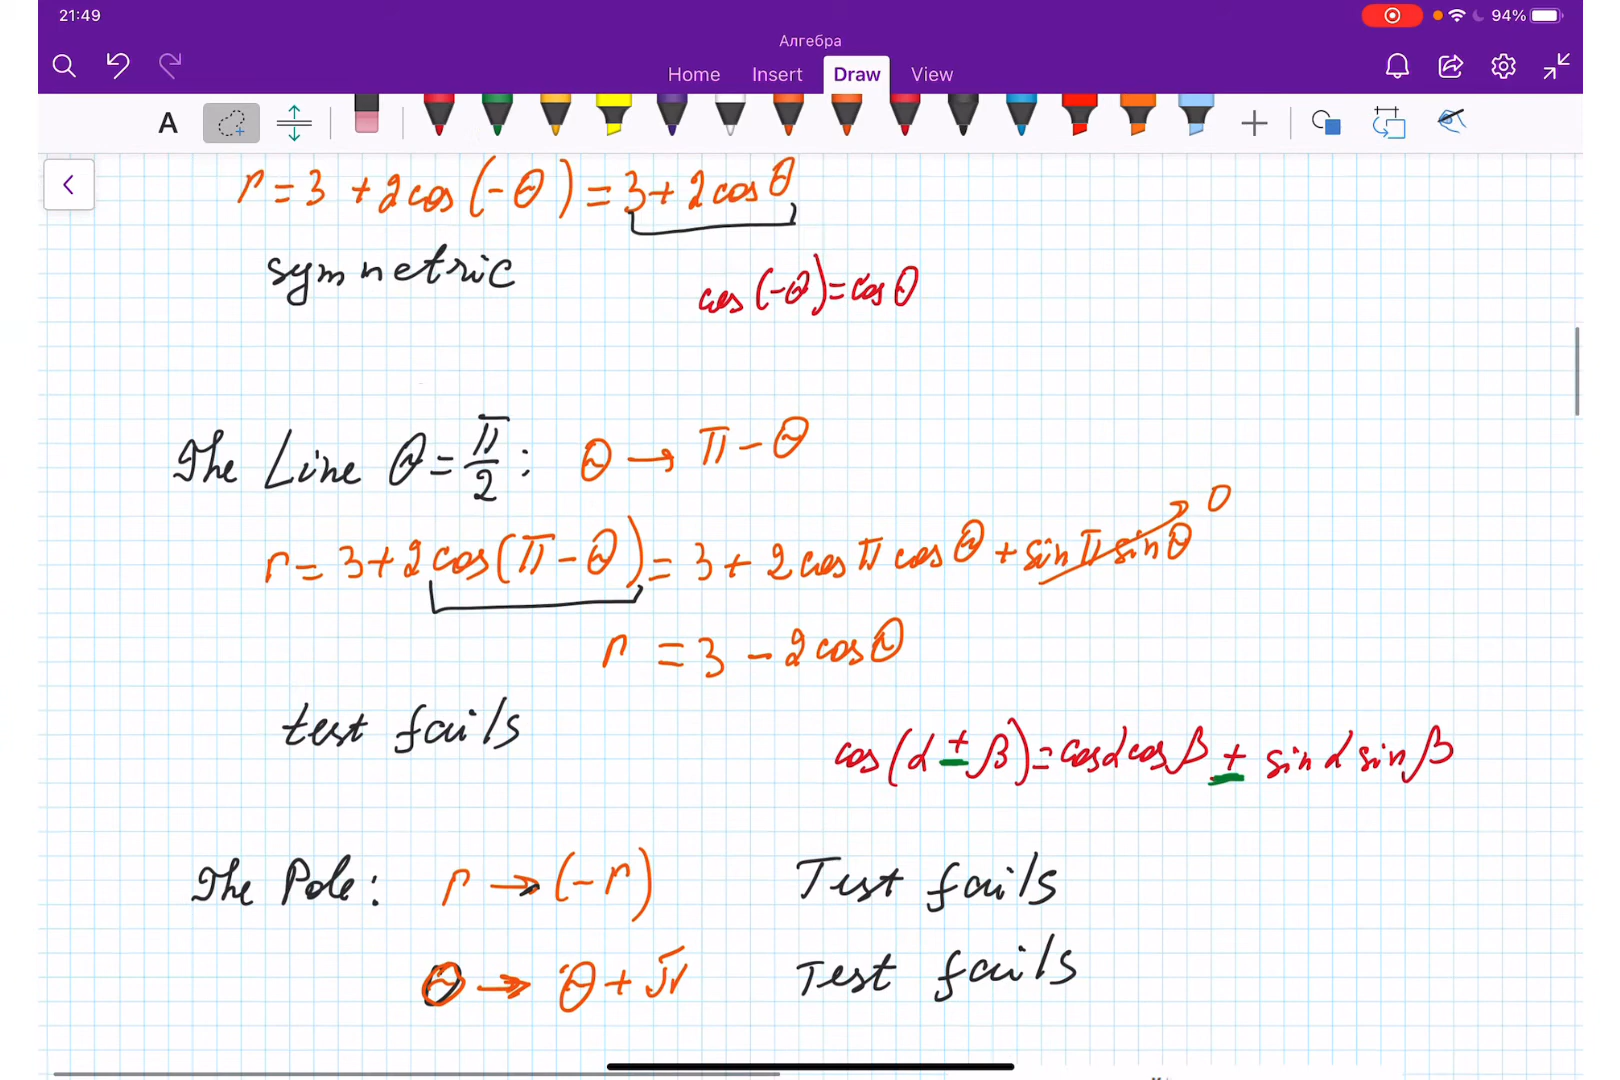 21:49
94%
Алгебра
Home Insert Draw View
A
r = 3 + 2cos(-θ) = 3 + 2cosθ
symmetric
cos(-θ)=cosθ
The Line θ = π/2 : θ → π - θ
r = 3 + 2cos(π - θ) = 3 + 2cosπ cosθ + sinπ sinθ 0
r = 3 - 2cosθ
test fails
cos(α ± β) = cosα cosβ + sinα sinβ
The Pole: r → (-r) Test fails
θ → θ + π Test fails